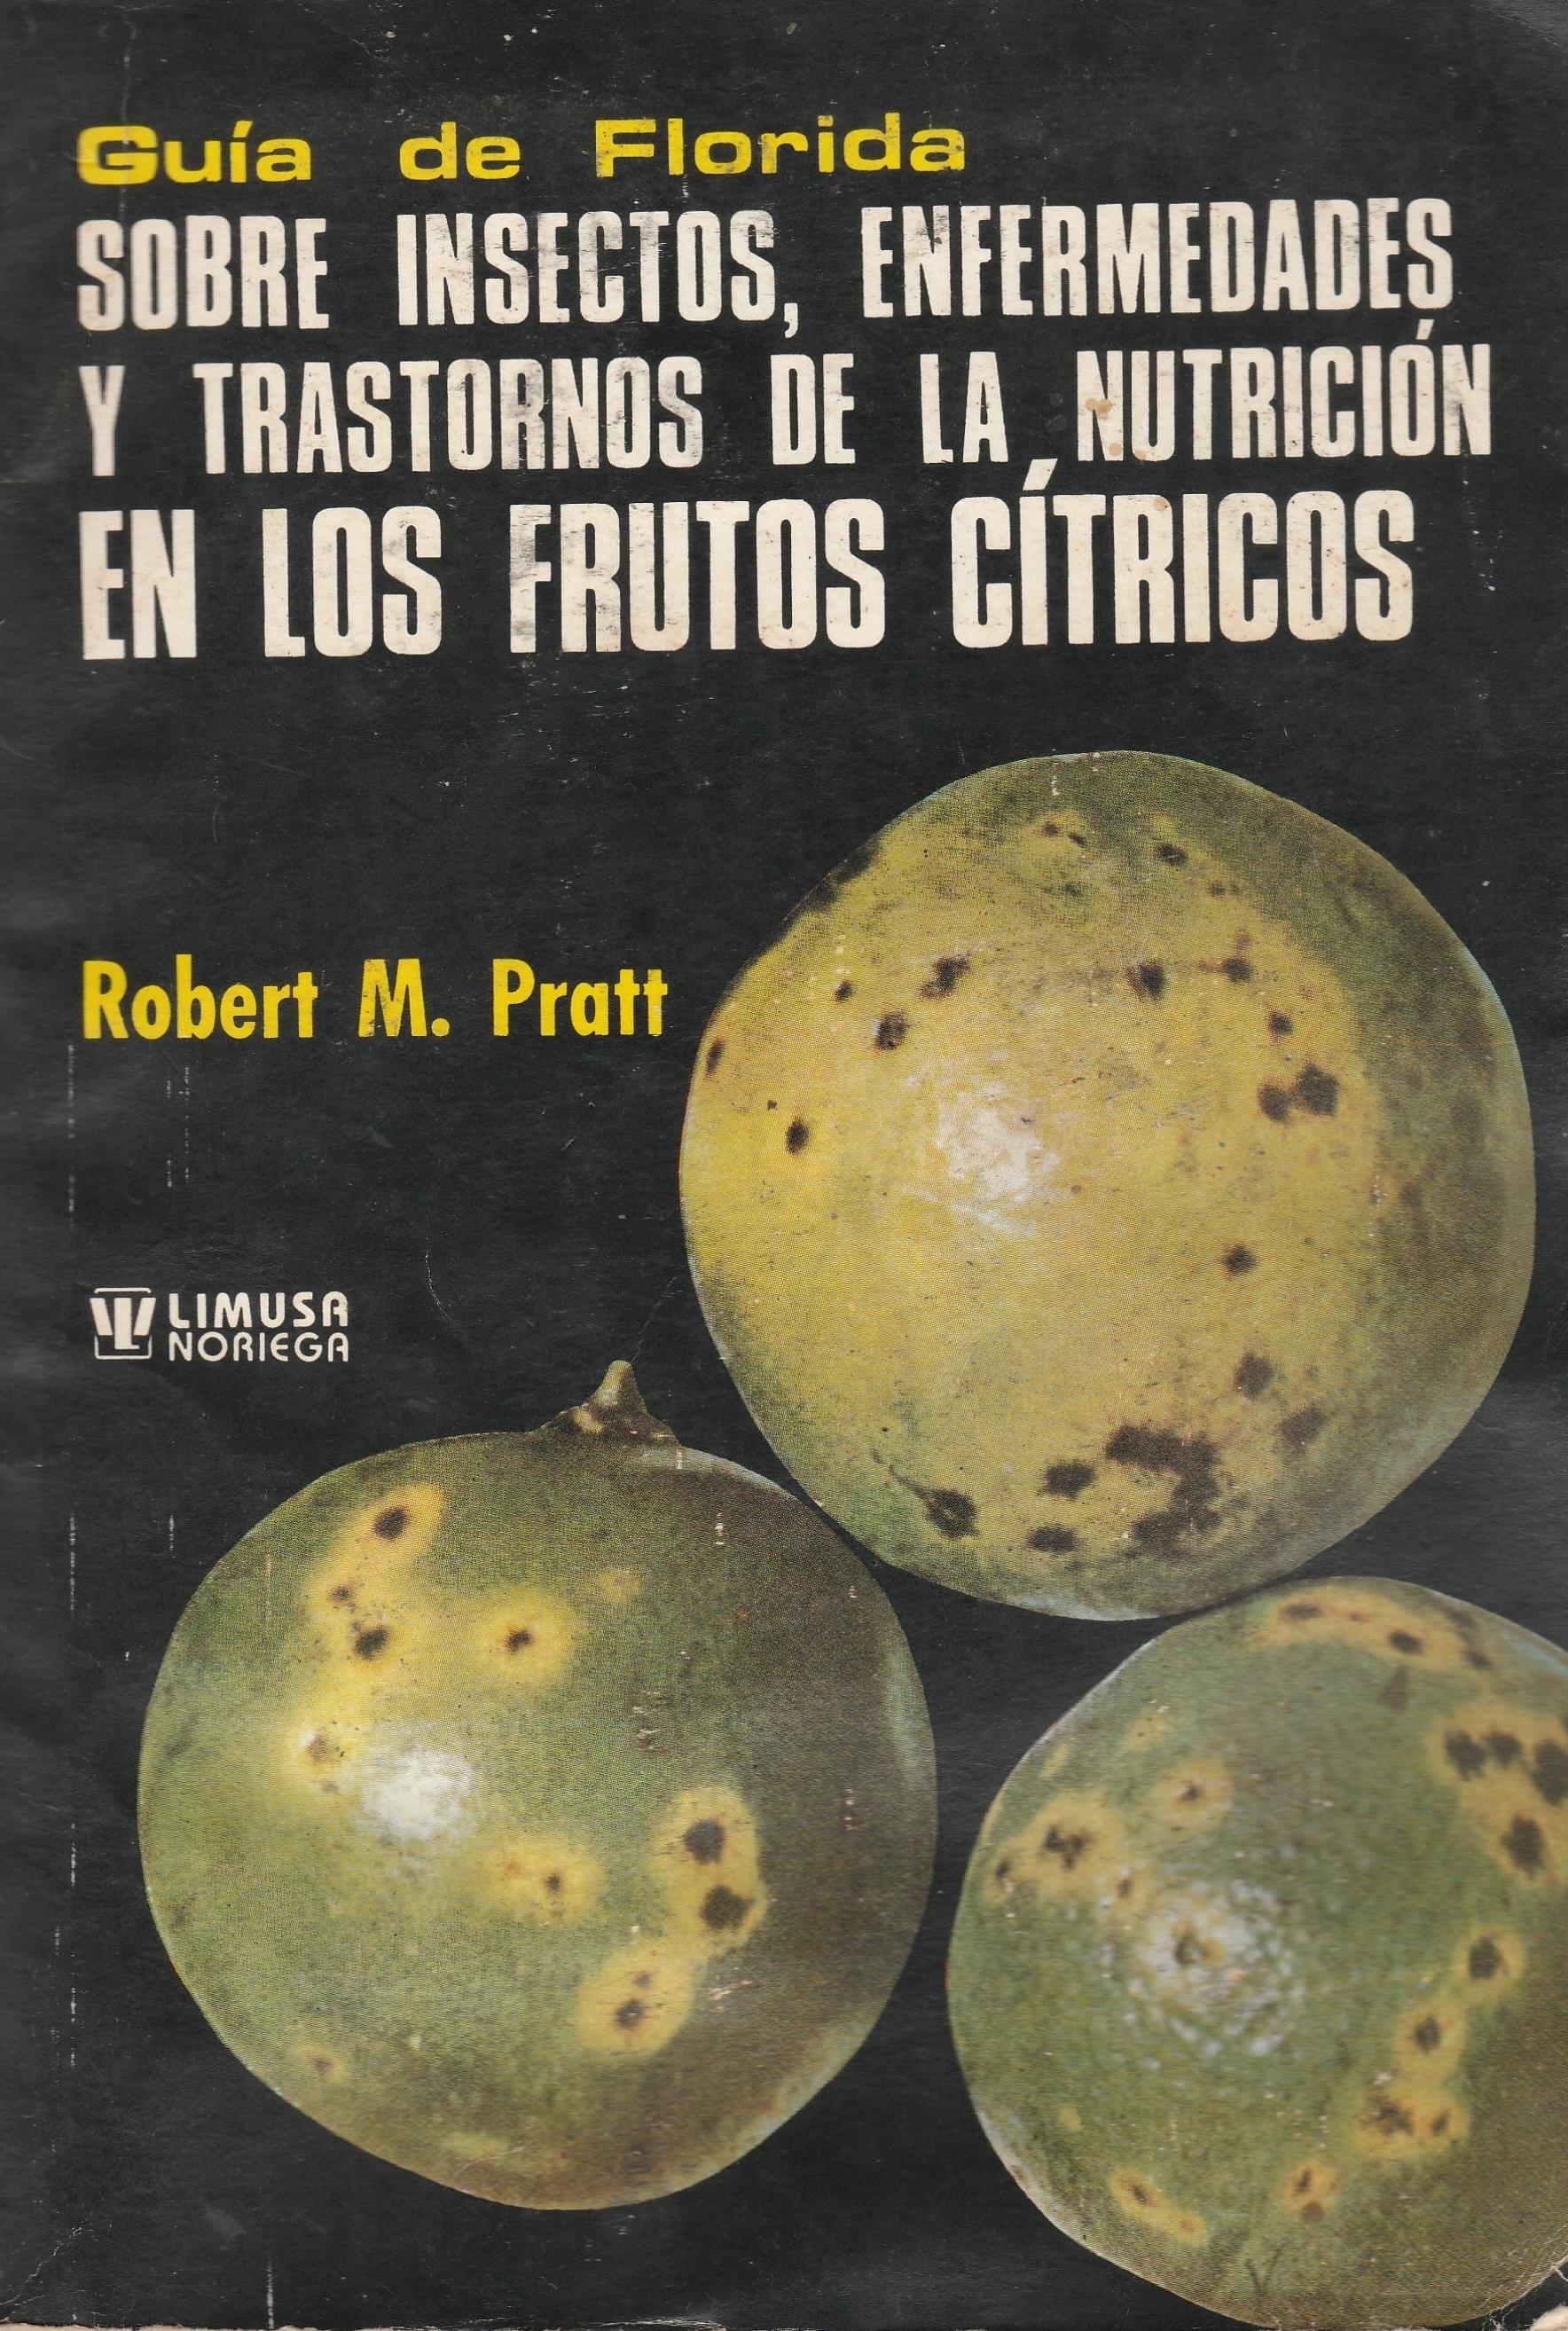 Guía de Florida
SOBRE INSECTOS, ENFERMEDADES
Y TRASTORNOS DE LA NUTRICIÓN
EN LOS FRUTOS CÍTRICOS
Robert M. Pratt
LIMUSA
NORIEGA